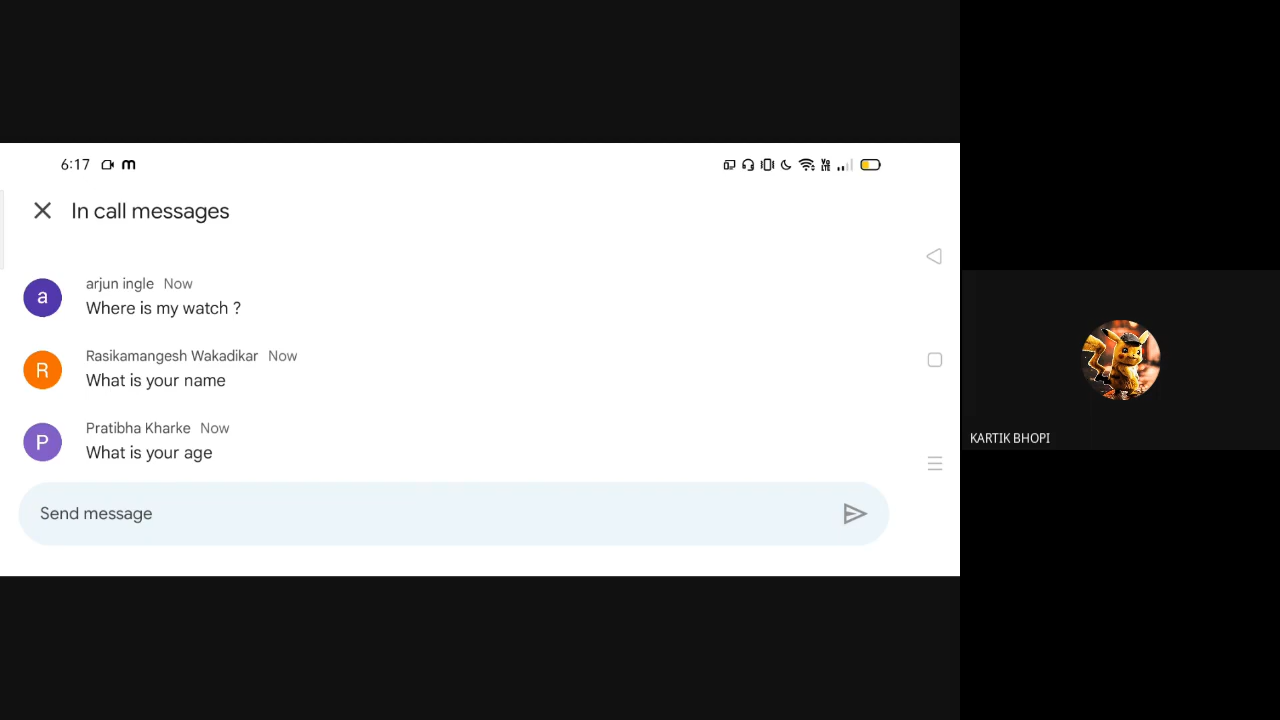 6:17
In call messages
arjun ingle Now
Where is my watch ?
Rasikamangesh Wakadikar Now
What is your name
Pratibha Kharke Now
What is your age
Send message
KARTIK BHOPI